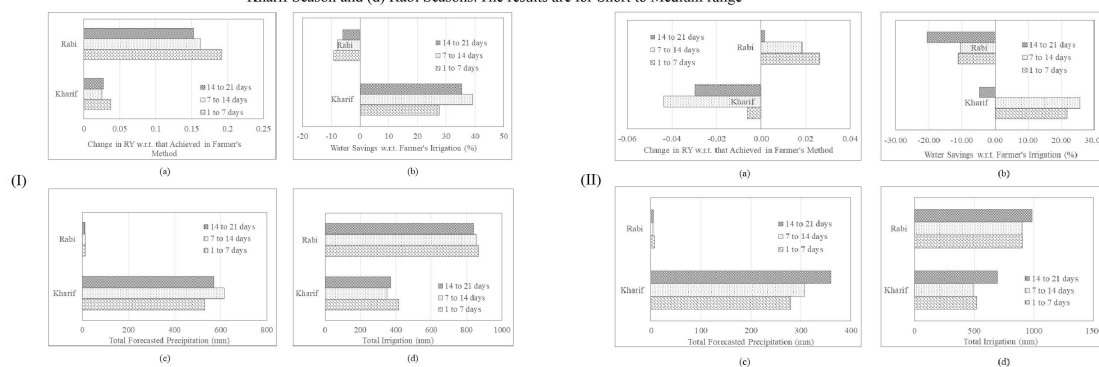 Kharif Season and (d) Rabi Seasons. The results are for Short to Medium range
(I)
Rabi
Kharif
14 to 21 days
7 to 14 days
1 to 7 days
0 0.05 0.1 0.15 0.2 0.25
Change in RY w.r.t. that Achieved in Farmer's
Method
(a)
Rabi
Kharif
14 to 21 days
7 to 14 days
1 to 7 days
-20 -10 0 10 20 30 40 50
Water Savings w.r.t. Farmer's Irrigation (%)
(b)
Rabi
Kharif
14 to 21 days
7 to 14 days
1 to 7 days
0 200 400 600 800
Total Forecasted Precipitation (mm)
(c)
Rabi
Kharif
14 to 21 days
7 to 14 days
1 to 7 days
0 200 400 600 800 1000
Total Irrigation (mm)
(d)
(II)
Rabi
Kharif
14 to 21 days
7 to 14 days
1 to 7 days
-0.06 -0.04 -0.02 0.00 0.02 0.04
Change in RY w.r.t. that Achieved in Farmer's Method
(a)
Rabi
Kharif
14 to 21 days
7 to 14 days
1 to 7 days
-30.00 -20.00 -10.00 0.00 10.00 20.00 30.00
Water Savings w.r.t. Farmer's Irrigation (%)
(b)
Rabi
Kharif
14 to 21 days
7 to 14 days
1 to 7 days
0 100 200 300 400
Total Forecasted Precipitation (mm)
(c)
Rabi
Kharif
14 to 21 days
7 to 14 days
1 to 7 days
0 500 1000 1500
Total Irrigation (mm)
(d)